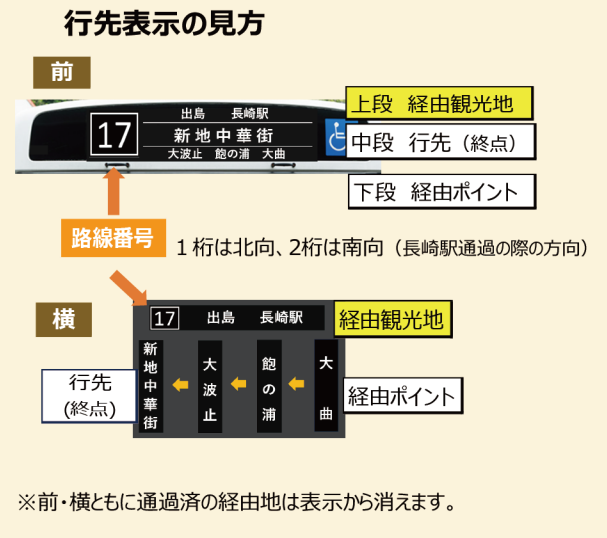 行先表示の見方
前
出島 長崎駅
17 新地中華街
大波止 飽の浦 大曲
上段 経由観光地
中段 行先（終点）
下段 経由ポイント
路線番号
1桁は北向、2桁は南向（長崎駅通過の際の方向）
横
17 出島 長崎駅
経由観光地
新地中華街
大波止
飽の浦
大曲
行先
(終点)
経由ポイント
※前・横ともに通過済の経由地は表示から消えます。